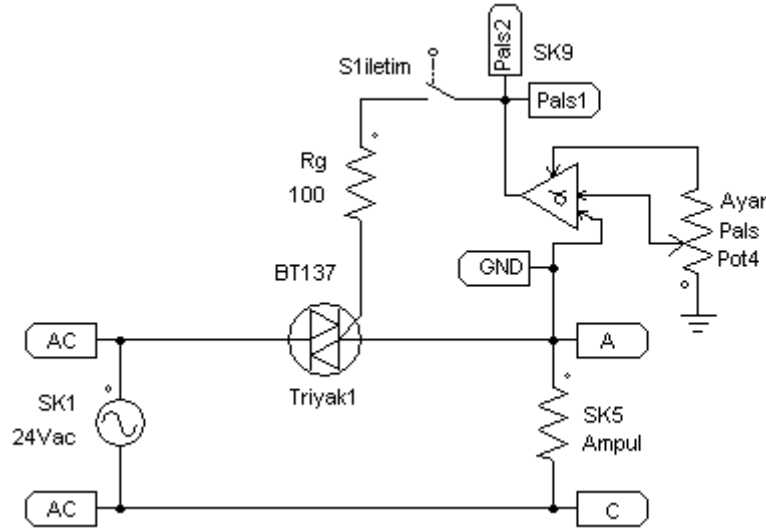 Pals2
SK9
S1iletim
Pals1
Rg
100
d
Ayar
Pals
Pot4
GND
BT137
AC
A
Triyak1
SK1
24Vac
SK5
Ampul
AC
C